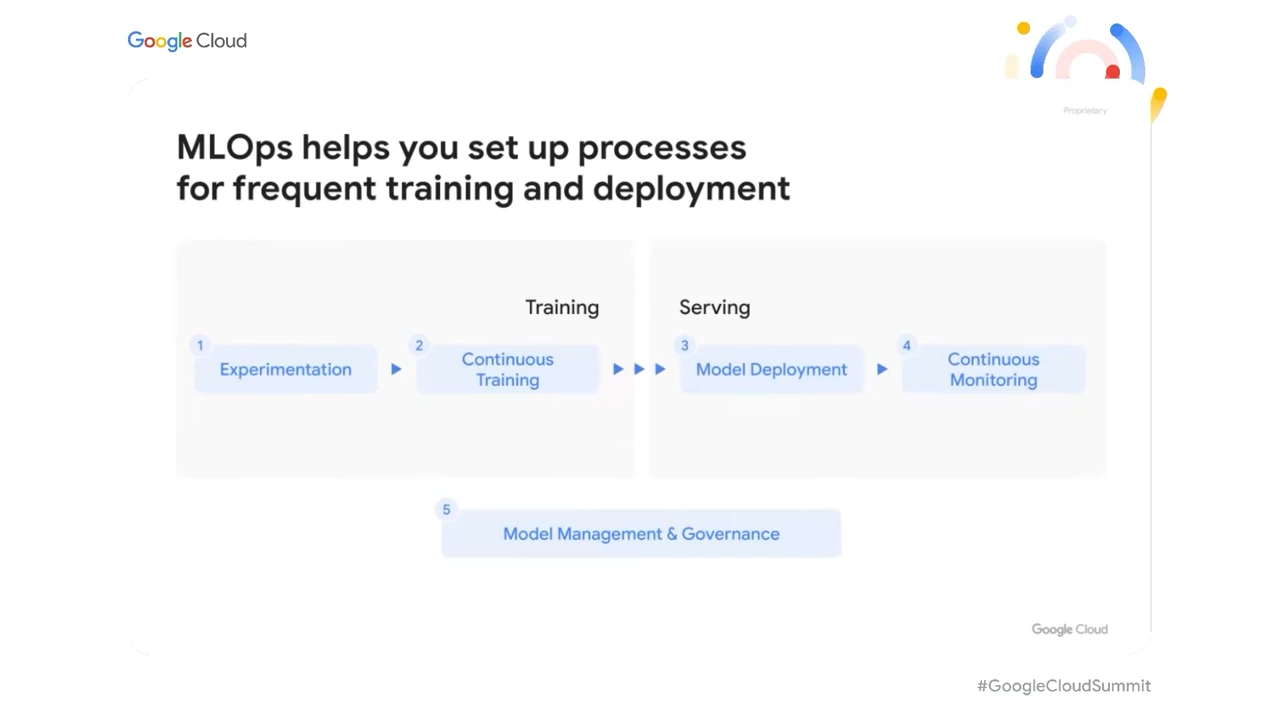 Google Cloud
Proprietary
MLOps helps you set up processes
for frequent training and deployment
Training
Serving
1
Experimentation
2
Continuous
Training
3
Model Deployment
4
Continuous
Monitoring
5
Model Management & Governance
Google Cloud
#GoogleCloudSummit